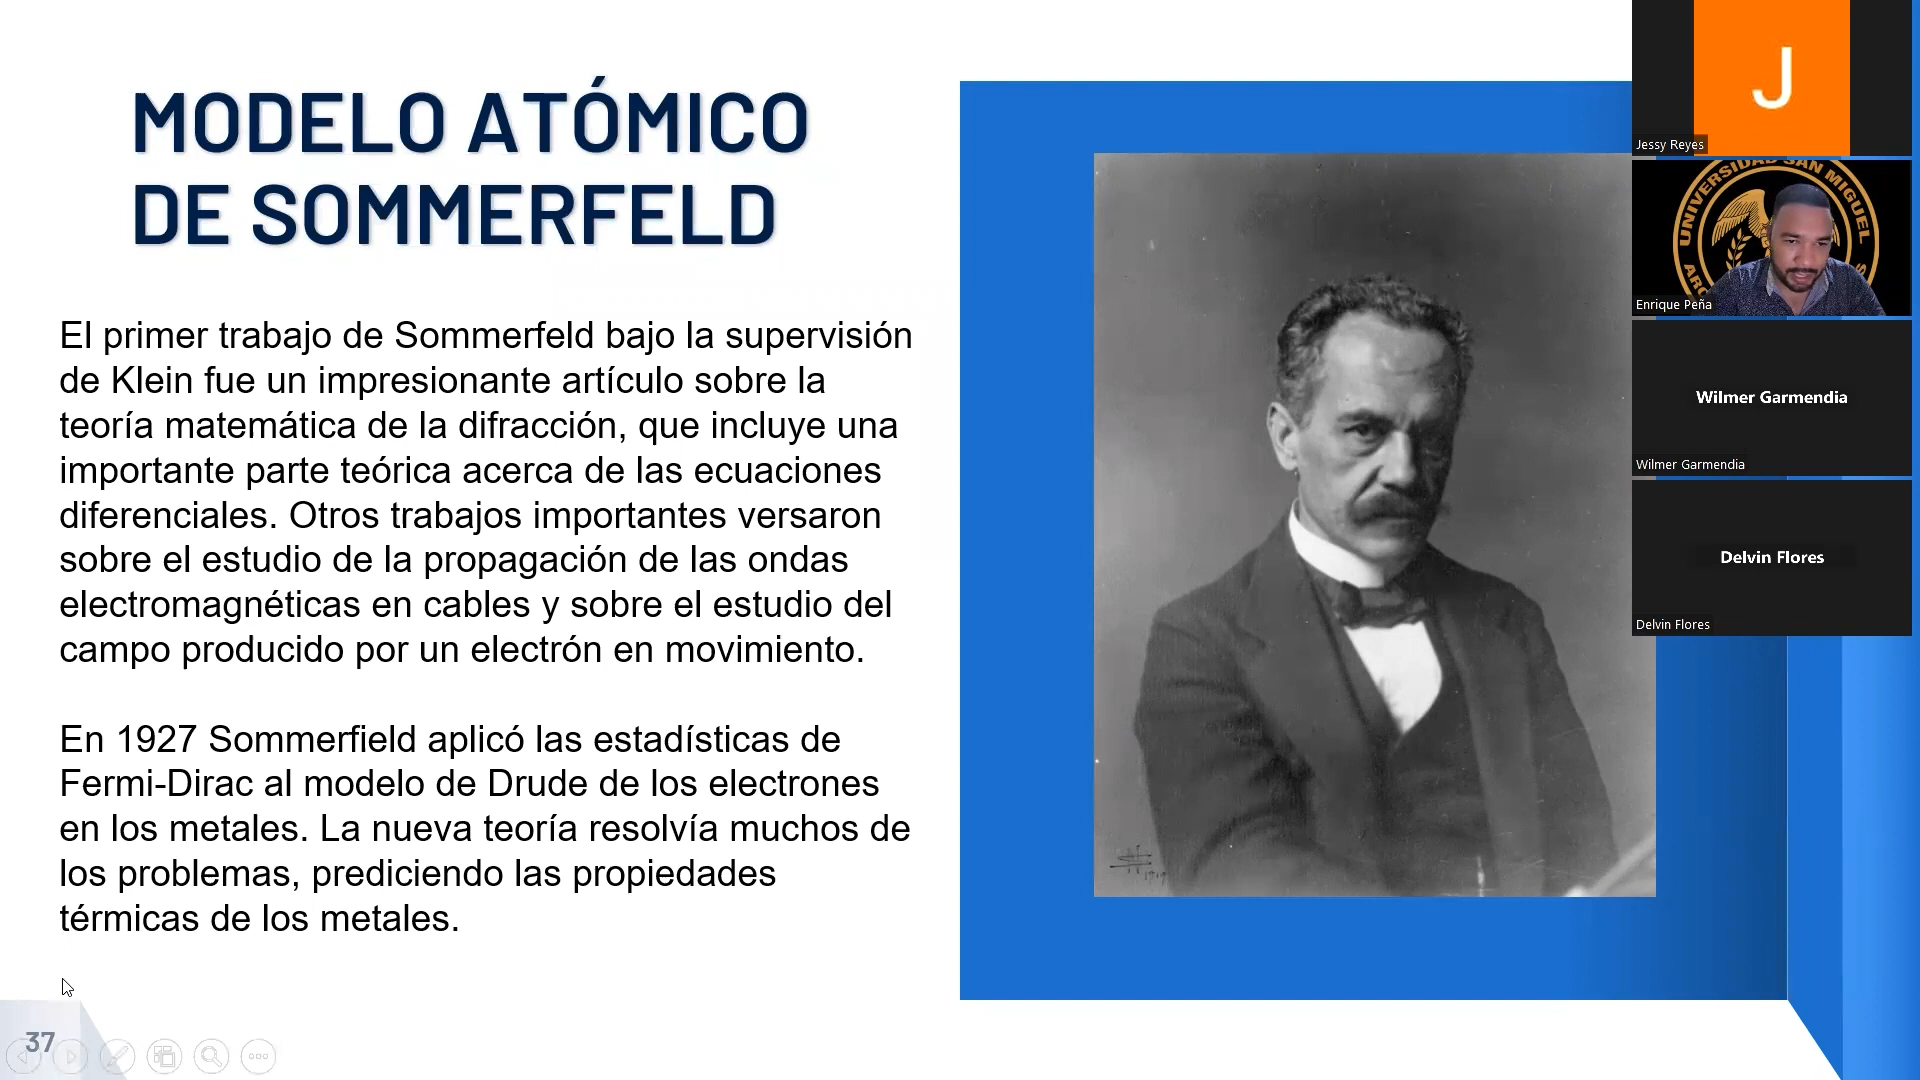 MODELO ATÓMICO
DE SOMMERFELD
El primer trabajo de Sommerfeld bajo la supervisión
de Klein fue un impresionante artículo sobre la
teoría matemática de la difracción, que incluye una
importante parte teórica acerca de las ecuaciones
diferenciales. Otros trabajos importantes versaron
sobre el estudio de la propagación de las ondas
electromagnéticas en cables y sobre el estudio del
campo producido por un electrón en movimiento.
En 1927 Sommerfield aplicó las estadísticas de
Fermi-Dirac al modelo de Drude de los electrones
en los metales. La nueva teoría resolvía muchos de
los problemas, prediciendo las propiedades
térmicas de los metales.
37
J
Jessy Reyes
UNIVERSIDAD SAN MIGUEL
Enrique Peña
Wilmer Garmendia
Wilmer Garmendia
Delvin Flores
Delvin Flores